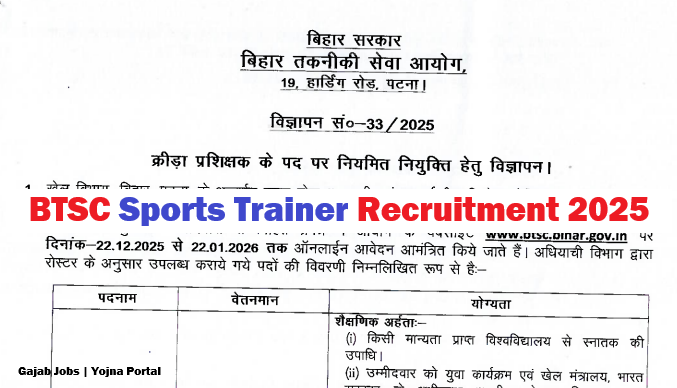 बिहार सरकार
बिहार तकनीकी सेवा आयोग,
19, हार्डिंग रोड, पटना।
विज्ञापन सं०-33/2025
क्रीड़ा प्रशिक्षक के पद पर नियमित नियुक्ति हेतु विज्ञापन।
BTSC Sports Trainer Recruitment 2025
www.btsc.bihar.gov.in पर
दिनांक-22.12.2025 से 22.01.2026 तक ऑनलाईन आवेदन आमंत्रित किये जाते हैं। अधियाची विभाग द्वारा
रोस्टर के अनुसार उपलब्ध कराये गये पदों की विवरणी निम्नलिखित रूप से है:-
पदनाम वेतनमान योग्यता
शैक्षणिक अर्हताः-
(i) किसी मान्यता प्राप्त विश्वविद्यालय से स्नातक की
उपाधि।
(ii) उम्मीदवार को युवा कार्यक्रम एवं खेल मंत्रालय, भारत
Gajab Jobs | Yojna Portal